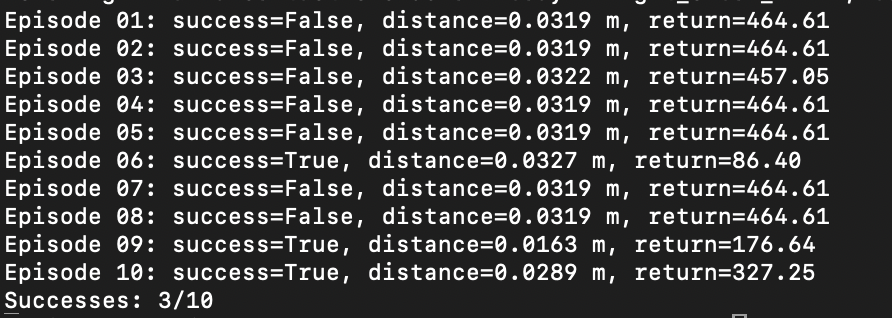 Episode 01: success=False, distance=0.0319 m, return=464.61
Episode 02: success=False, distance=0.0319 m, return=464.61
Episode 03: success=False, distance=0.0322 m, return=457.05
Episode 04: success=False, distance=0.0319 m, return=464.61
Episode 05: success=False, distance=0.0319 m, return=464.61
Episode 06: success=True, distance=0.0327 m, return=86.40
Episode 07: success=False, distance=0.0319 m, return=464.61
Episode 08: success=False, distance=0.0319 m, return=464.61
Episode 09: success=True, distance=0.0163 m, return=176.64
Episode 10: success=True, distance=0.0289 m, return=327.25
Successes: 3/10